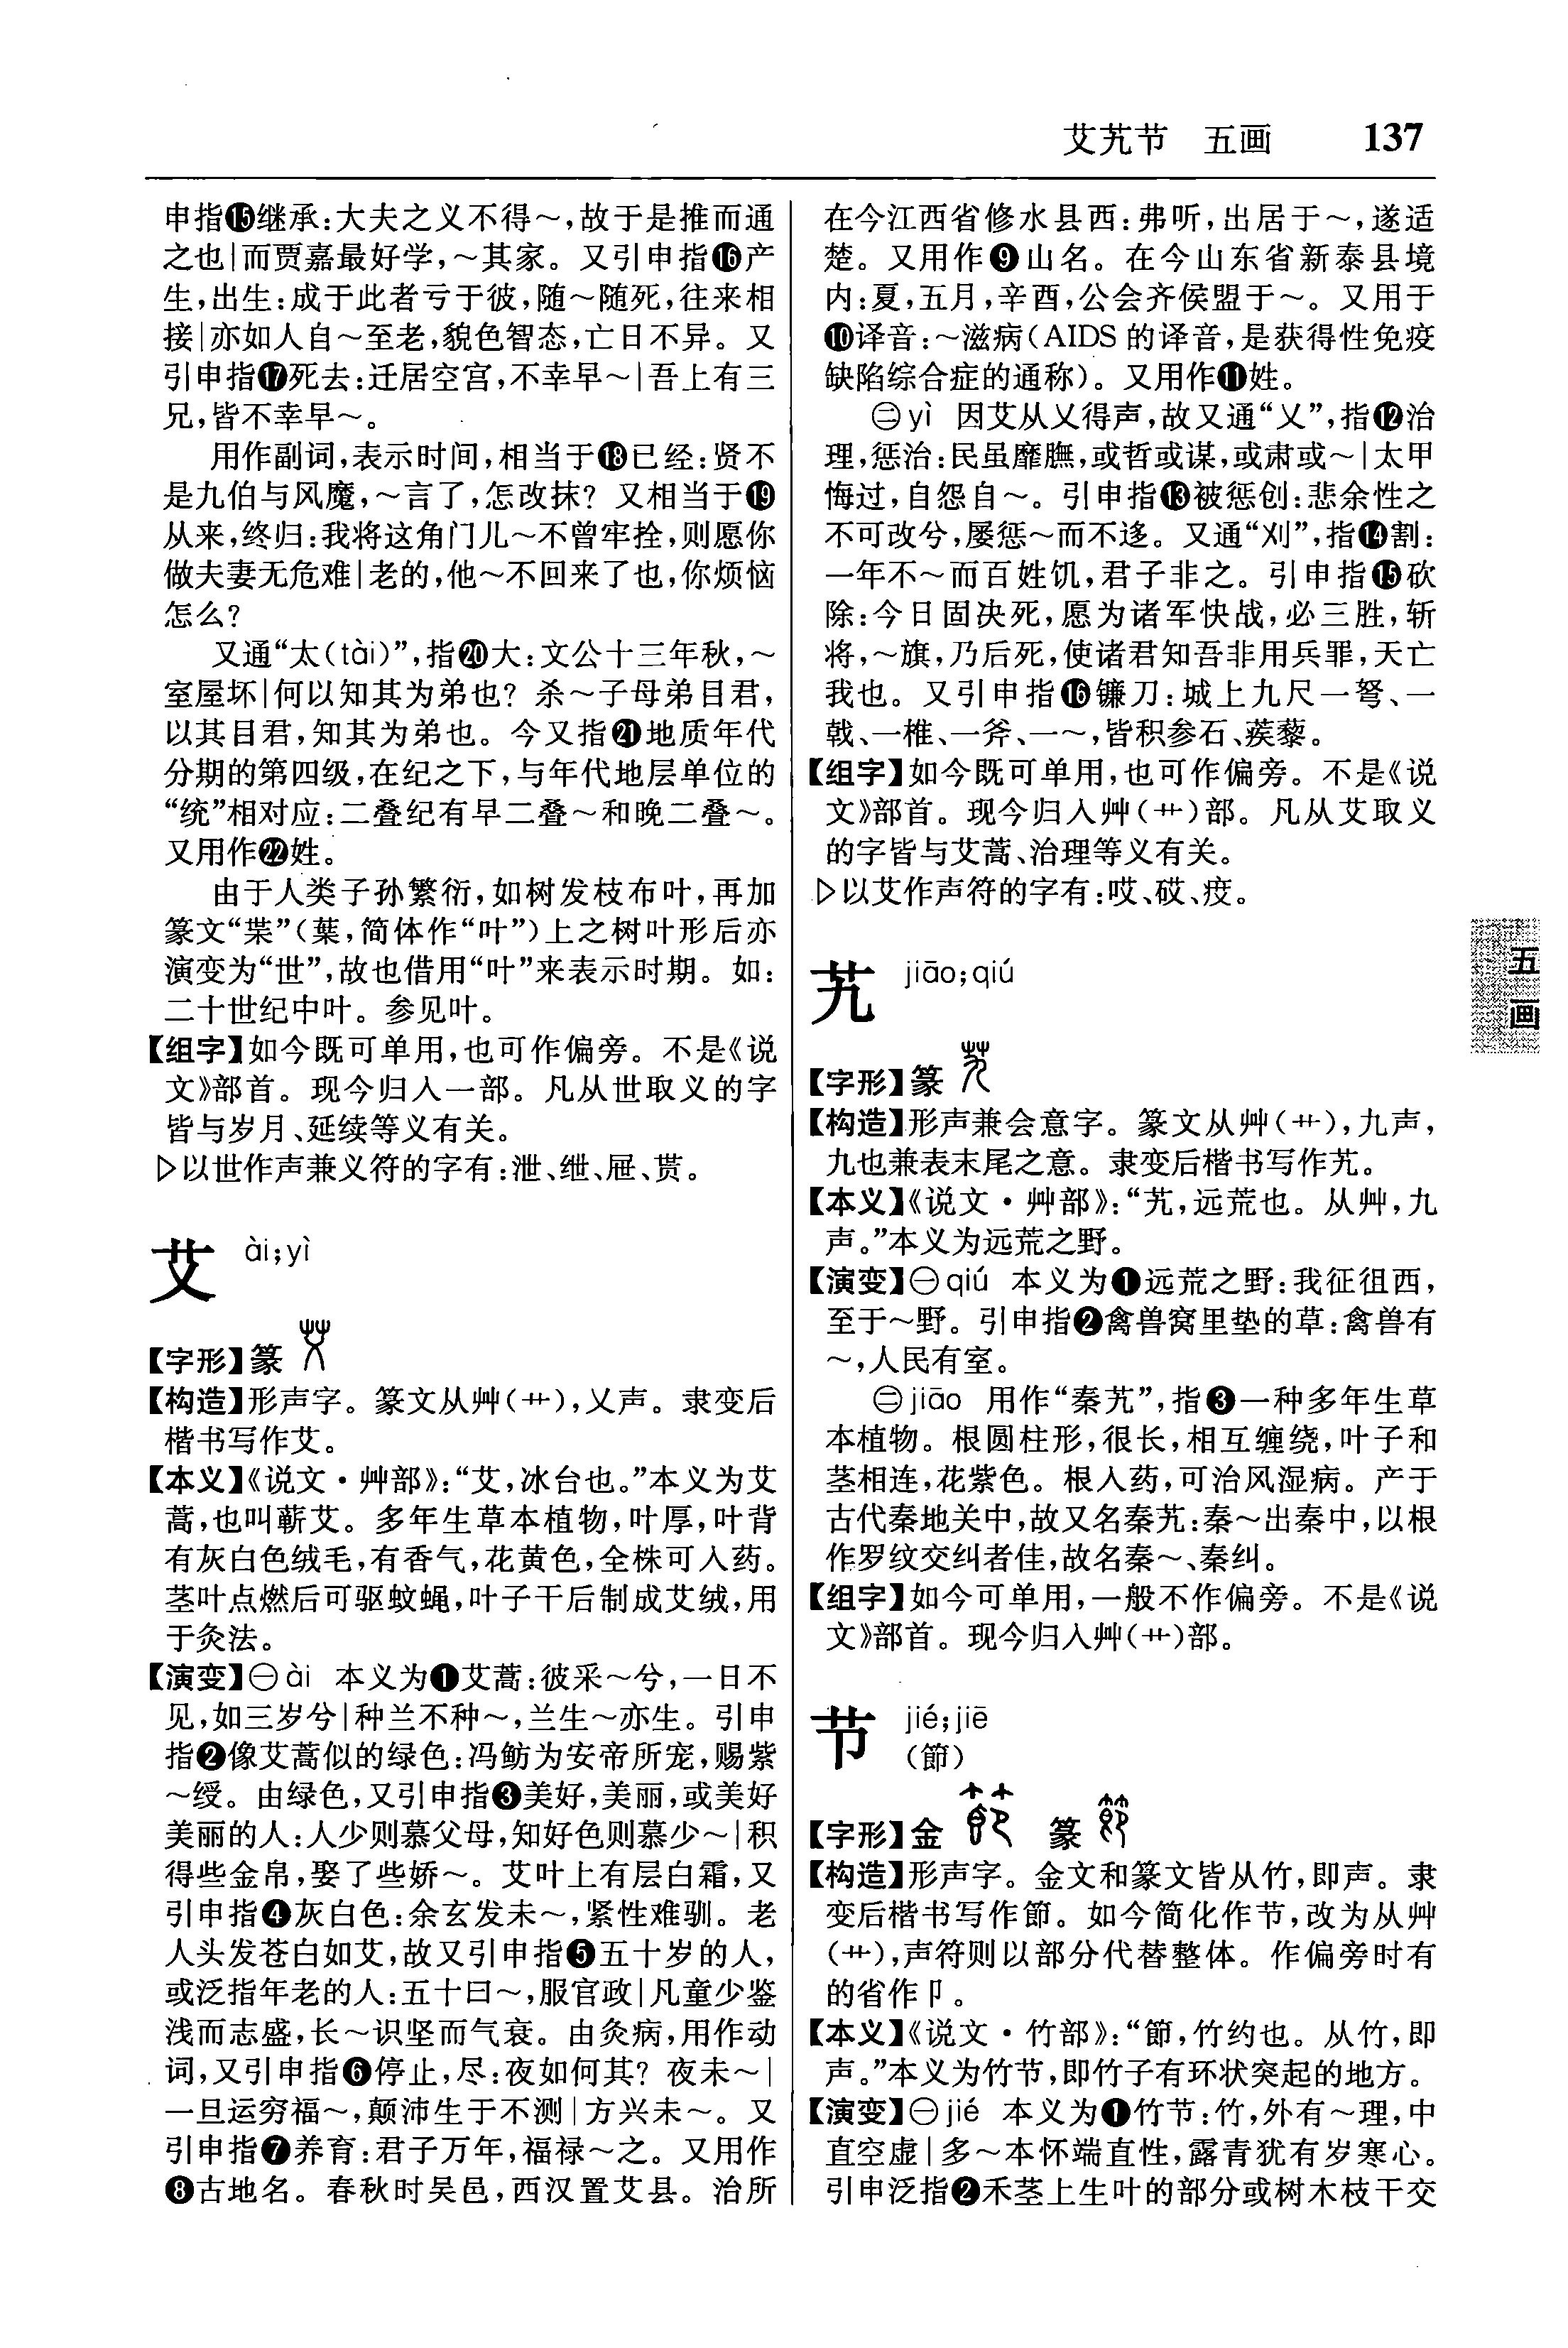 艾艽节 五画 137
申指⓯继承:大夫之义不得～,故于是推而通
之也|而贾嘉最好学,～其家。又引申指⓰产
生,出生:成于此者亏于彼,随～随死,往来相
接|亦如人自～至老,貌色智态,亡日不异。又
引申指⓱死去:迁居空宫,不幸早～|吾上有三
兄,皆不幸早～。
用作副词,表示时间,相当于⓲已经:贤不
是九伯与风魔,～言了,怎改抹? 又相当于⓳
从来,终归:我将这角门儿～不曾牢拴,则愿你
做夫妻无危难|老的,他～不回来了也,你烦恼
怎么?
又通“太(tài)”,指⓴大:文公十三年秋,～
室屋坏|何以知其为弟也? 杀～子母弟目君,
以其目君,知其为弟也。今又指㉑地质年代
分期的第四级,在纪之下,与年代地层单位的
“统”相对应:二叠纪有早二叠～和晚二叠～。
又用作㉒姓。
由于人类子孙繁衍,如树发枝布叶,再加
篆文“枼”(葉,简体作“叶”)上之树叶形后亦
演变为“世”,故也借用“叶”来表示时期。如:
二十世纪中叶。参见叶。
【组字】如今既可单用,也可作偏旁。不是《说
文》部首。现今归入一部。凡从世取义的字
皆与岁月、延续等义有关。
▷以世作声兼义符的字有:泄、绁、屉、贳。
艾 ài;yì
【字形】篆
【构造】形声字。篆文从艸(艹),乂声。隶变后
楷书写作艾。
【本义】《说文·艸部》:“艾,冰台也。”本义为艾
蒿,也叫蕲艾。多年生草本植物,叶厚,叶背
有灰白色绒毛,有香气,花黄色,全株可入药。
茎叶点燃后可驱蚊蝇,叶子干后制成艾绒,用
于灸法。
【演变】㊀ài 本义为❶艾蒿:彼采～兮,一日不
见,如三岁兮|种兰不种～,兰生～亦生。引申
指❷像艾蒿似的绿色:冯鲂为安帝所宠,赐紫
～绶。由绿色,又引申指❸美好,美丽,或美好
美丽的人:人少则慕父母,知好色则慕少～|积
得些金帛,娶了些娇～。艾叶上有层白霜,又
引申指❹灰白色:余玄发未～,紧性难驯。老
人头发苍白如艾,故又引申指❺五十岁的人,
或泛指年老的人:五十曰～,服官政|凡童少鉴
浅而志盛,长～识坚而气衰。由灸病,用作动
词,又引申指❻停止,尽:夜如何其? 夜未～|
一旦运穷福～,颠沛生于不测|方兴未～。又
引申指❼养育:君子万年,福禄～之。又用作
❽古地名。春秋时吴邑,西汉置艾县。治所
在今江西省修水县西:弗听,出居于～,遂适
楚。又用作❾山名。在今山东省新泰县境
内:夏,五月,辛酉,公会齐侯盟于～。又用于
❿译音:～滋病(AIDS的译音,是获得性免疫
缺陷综合症的通称)。又用作⓫姓。
㊁yì 因艾从乂得声,故又通“乂”,指⓬治
理,惩治:民虽靡膴,或哲或谋,或肃或～|太甲
悔过,自怨自～。引申指⓭被惩创:悲余性之
不可改兮,屡惩～而不迻。又通“刈”,指⓮割:
一年不～而百姓饥,君子非之。引申指⓯砍
除:今日固决死,愿为诸军快战,必三胜,斩
将,～旗,乃后死,使诸君知吾非用兵罪,天亡
我也。又引申指⓰镰刀:城上九尺一弩、一
戟、一椎、一斧、一～,皆积参石、蒺藜。
【组字】如今既可单用,也可作偏旁。不是《说
文》部首。现今归入艸(艹)部。凡从艾取义
的字皆与艾蒿、治理等义有关。
▷以艾作声符的字有:哎、砹、疫。
艽 jiāo;qiú
【字形】篆
【构造】形声兼会意字。篆文从艸(艹),九声,
九也兼表末尾之意。隶变后楷书写作艽。
【本义】《说文·艸部》:“艽,远荒也。从艸,九
声。”本义为远荒之野。
【演变】㊀qiú 本义为❶远荒之野:我征徂西,
至于～野。引申指❷禽兽窝里垫的草:禽兽有
～,人民有室。
㊁jiāo 用作“秦艽”,指❸一种多年生草
本植物。根圆柱形,很长,相互缠绕,叶子和
茎相连,花紫色。根入药,可治风湿病。产于
古代秦地关中,故又名秦艽:秦～出秦中,以根
作罗纹交纠者佳,故名秦～、秦纠。
【组字】如今可单用,一般不作偏旁。不是《说
文》部首。现今归入艸(艹)部。
节 jié;jiē
(節)
【字形】金 篆
【构造】形声字。金文和篆文皆从竹,即声。隶
变后楷书写作節。如今简化作节,改为从艸
(艹),声符则以部分代替整体。作偏旁时有
的省作卩。
【本义】《说文·竹部》:“節,竹约也。从竹,即
声。”本义为竹节,即竹子有环状突起的地方。
【演变】㊀jié 本义为❶竹节:竹,外有～理,中
直空虚|多～本怀端直性,露青犹有岁寒心。
引申泛指❷禾茎上生叶的部分或树木枝干交
五画